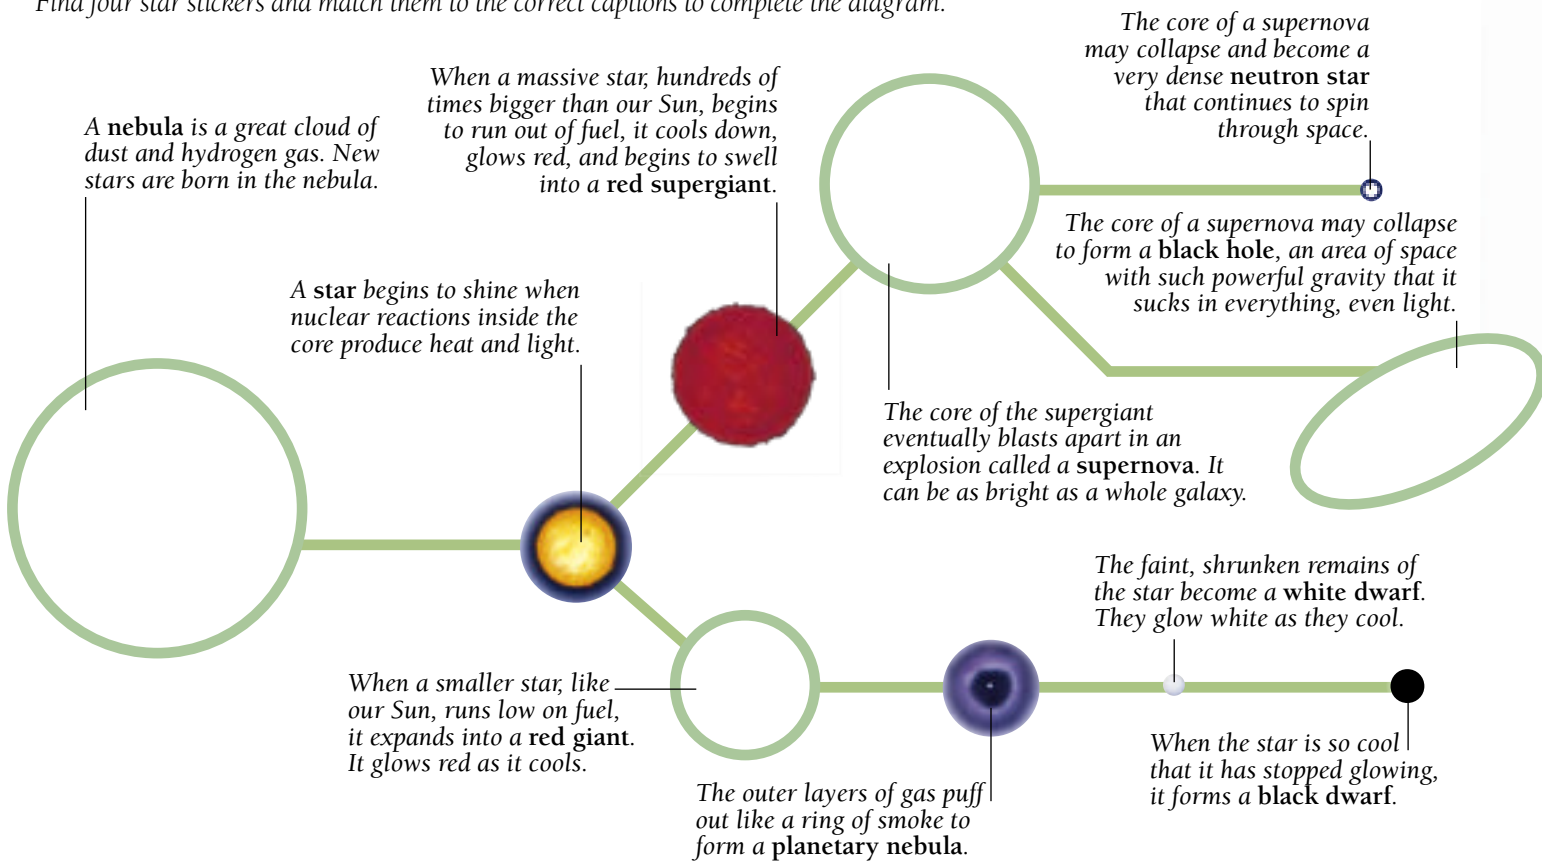 Find four star stickers and match them to the correct captions to complete the diagram.
The core of a supernova
may collapse and become a
very dense neutron star
that continues to spin
through space.
When a massive star, hundreds of
times bigger than our Sun, begins
to run out of fuel, it cools down,
glows red, and begins to swell
into a red supergiant.
A nebula is a great cloud of
dust and hydrogen gas. New
stars are born in the nebula.
The core of a supernova may collapse
to form a black hole, an area of space
with such powerful gravity that it
sucks in everything, even light.
A star begins to shine when
nuclear reactions inside the
core produce heat and light.
The core of the supergiant
eventually blasts apart in an
explosion called a supernova. It
can be as bright as a whole galaxy.
The faint, shrunken remains of
the star become a white dwarf.
They glow white as they cool.
When a smaller star, like
our Sun, runs low on fuel,
it expands into a red giant.
It glows red as it cools.
When the star is so cool
that it has stopped glowing,
it forms a black dwarf.
The outer layers of gas puff
out like a ring of smoke to
form a planetary nebula.